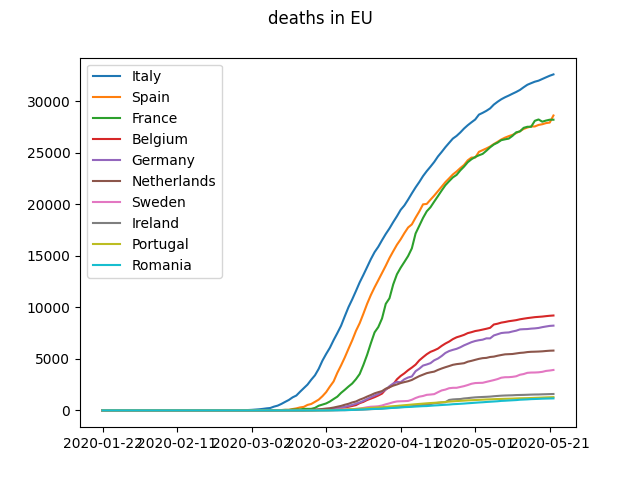 deaths in EU
Italy
Spain
France
Belgium
Germany
Netherlands
Sweden
Ireland
Portugal
Romania
30000
25000
20000
15000
10000
5000
0
2020-01-22 2020-02-11 2020-03-02 2020-03-22 2020-04-11 2020-05-01 2020-05-21